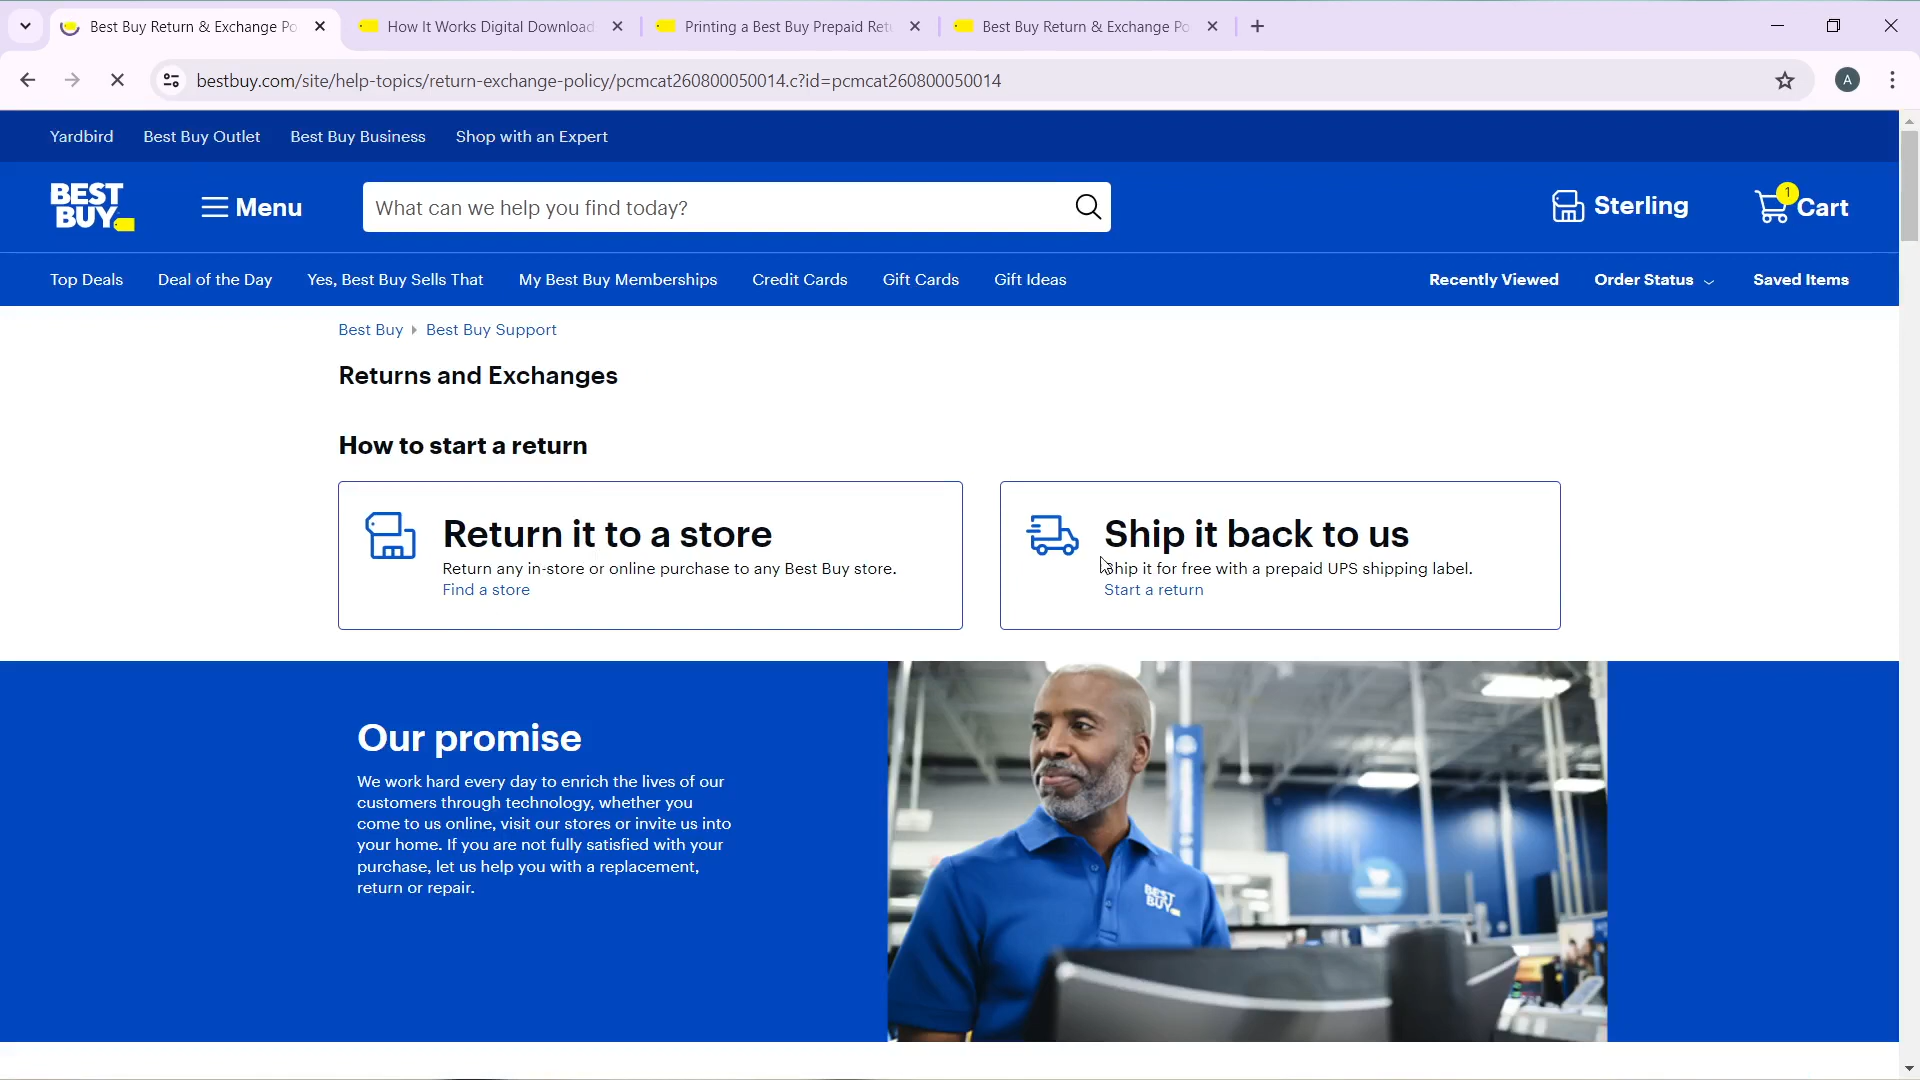 Best Buy Return & Exchange Po
How It Works Digital Download
Printing a Best Buy Prepaid Ret
Best Buy Return & Exchange Po
bestbuy.com/site/help-topics/return-exchange-policy/pcmcat260800050014.c?id=pcmcat260800050014
A
Yardbird
Best Buy Outlet
Best Buy Business
Shop with an Expert
BEST
BUY
Menu
What can we help you find today?
Sterling
1
Cart
Top Deals
Deal of the Day
Yes, Best Buy Sells That
My Best Buy Memberships
Credit Cards
Gift Cards
Gift Ideas
Recently Viewed
Order Status
Saved Items
Best Buy
Best Buy Support
Returns and Exchanges
How to start a return
Return it to a store
Return any in-store or online purchase to any Best Buy store.
Find a store
Ship it back to us
Ship it for free with a prepaid UPS shipping label.
Start a return
Our promise
We work hard every day to enrich the lives of our
customers through technology, whether you
come to us online, visit our stores or invite us into
your home. If you are not fully satisfied with your
purchase, let us help you with a replacement,
return or repair.
BEST
BUY